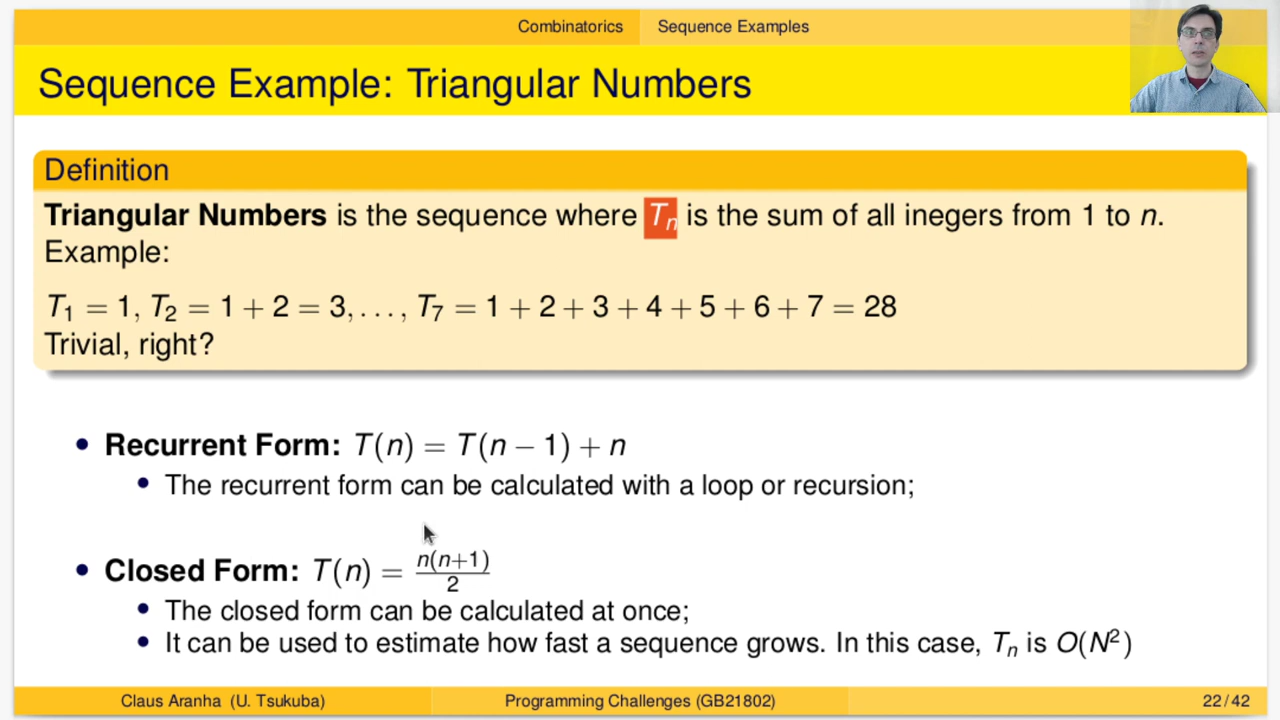 Combinatorics Sequence Examples
Sequence Example: Triangular Numbers
Definition
Triangular Numbers is the sequence where Tₙ is the sum of all inegers from 1 to n.
Example:
T₁ = 1, T₂ = 1 + 2 = 3, . . . , T₇ = 1 + 2 + 3 + 4 + 5 + 6 + 7 = 28
Trivial, right?
• Recurrent Form: T(n) = T(n − 1) + n
• The recurrent form can be calculated with a loop or recursion;
• Closed Form: T(n) = n(n+1)/2
• The closed form can be calculated at once;
• It can be used to estimate how fast a sequence grows. In this case, Tₙ is O(N²)
Claus Aranha (U. Tsukuba) Programming Challenges (GB21802) 22 / 42